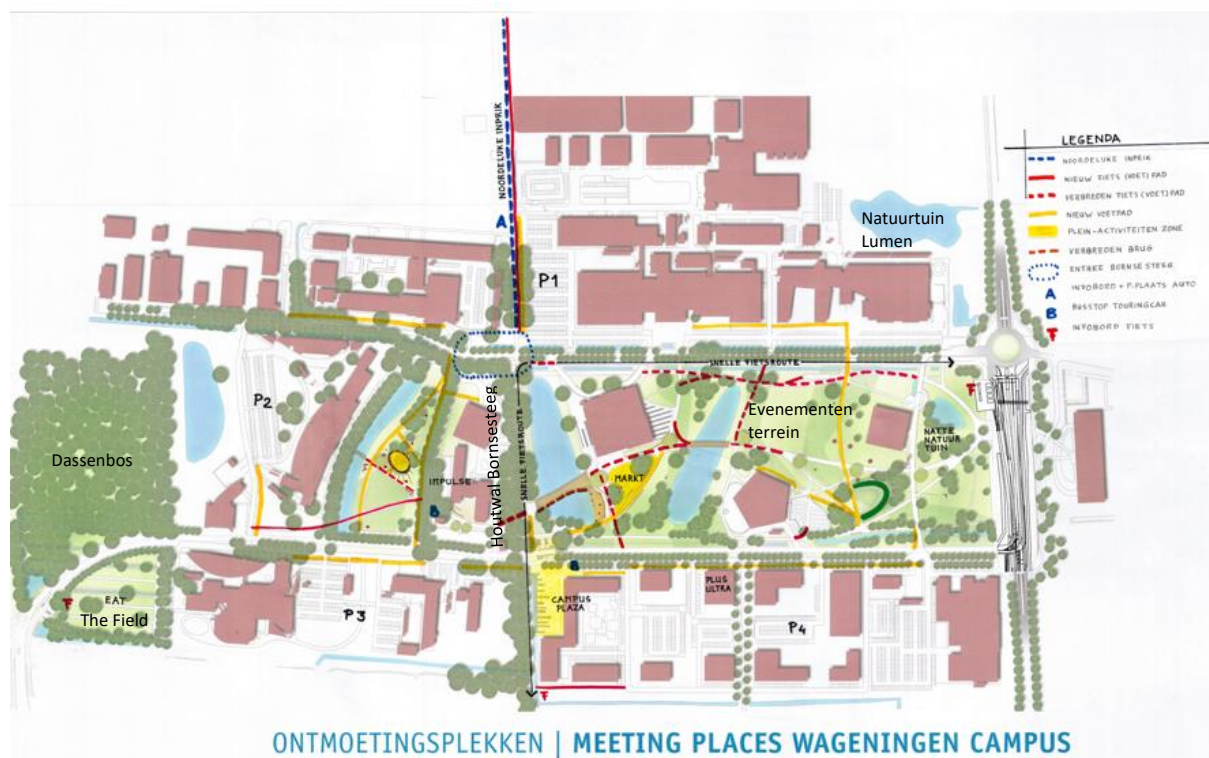 NOORDELIJKE INPRIK
A
P1
Natuurtuin
Lumen
LEGENDA
NOORDELIJKE INPRIK
NIEUW FIETS (VOET) PAD
VERBREDEN FIETS (VOET) PAD
NIEUW VOETPAD
PLEIN-ACTIVITEITEN ZONE
VERBREDEN BRUG
ENTREE BORNSESTEEG
A INFOBORD + P. PLAATS AUTO
B BUSSTOP TOURINGCAR
F INFOBORD FIETS
SNELLE FIETSROUTE
P2
Dassenbos
IMPULSE
B
Houtwal Bornsesteeg
SNELLE FIETSROUTE
MARKT
Evenementen
terrein
F
NATTE
NATUUR
TUIN
F
EAT
The Field
P3
B
CAMPUS
PLAZA
PLUS
ULTRA
P4
F
ONTMOETINGSPLEKKEN | MEETING PLACES WAGENINGEN CAMPUS